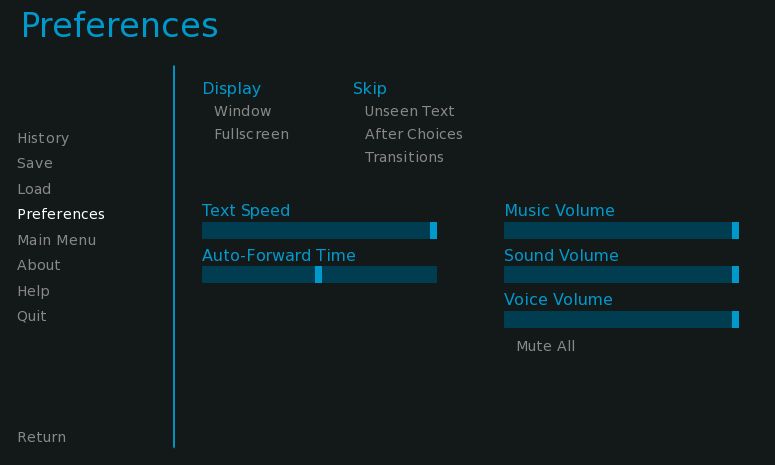 Preferences
History
Save
Load
Preferences
Main Menu
About
Help
Quit
Return
Display
Window
Fullscreen
Skip
Unseen Text
After Choices
Transitions
Text Speed
Auto-Forward Time
Music Volume
Sound Volume
Voice Volume
Mute All